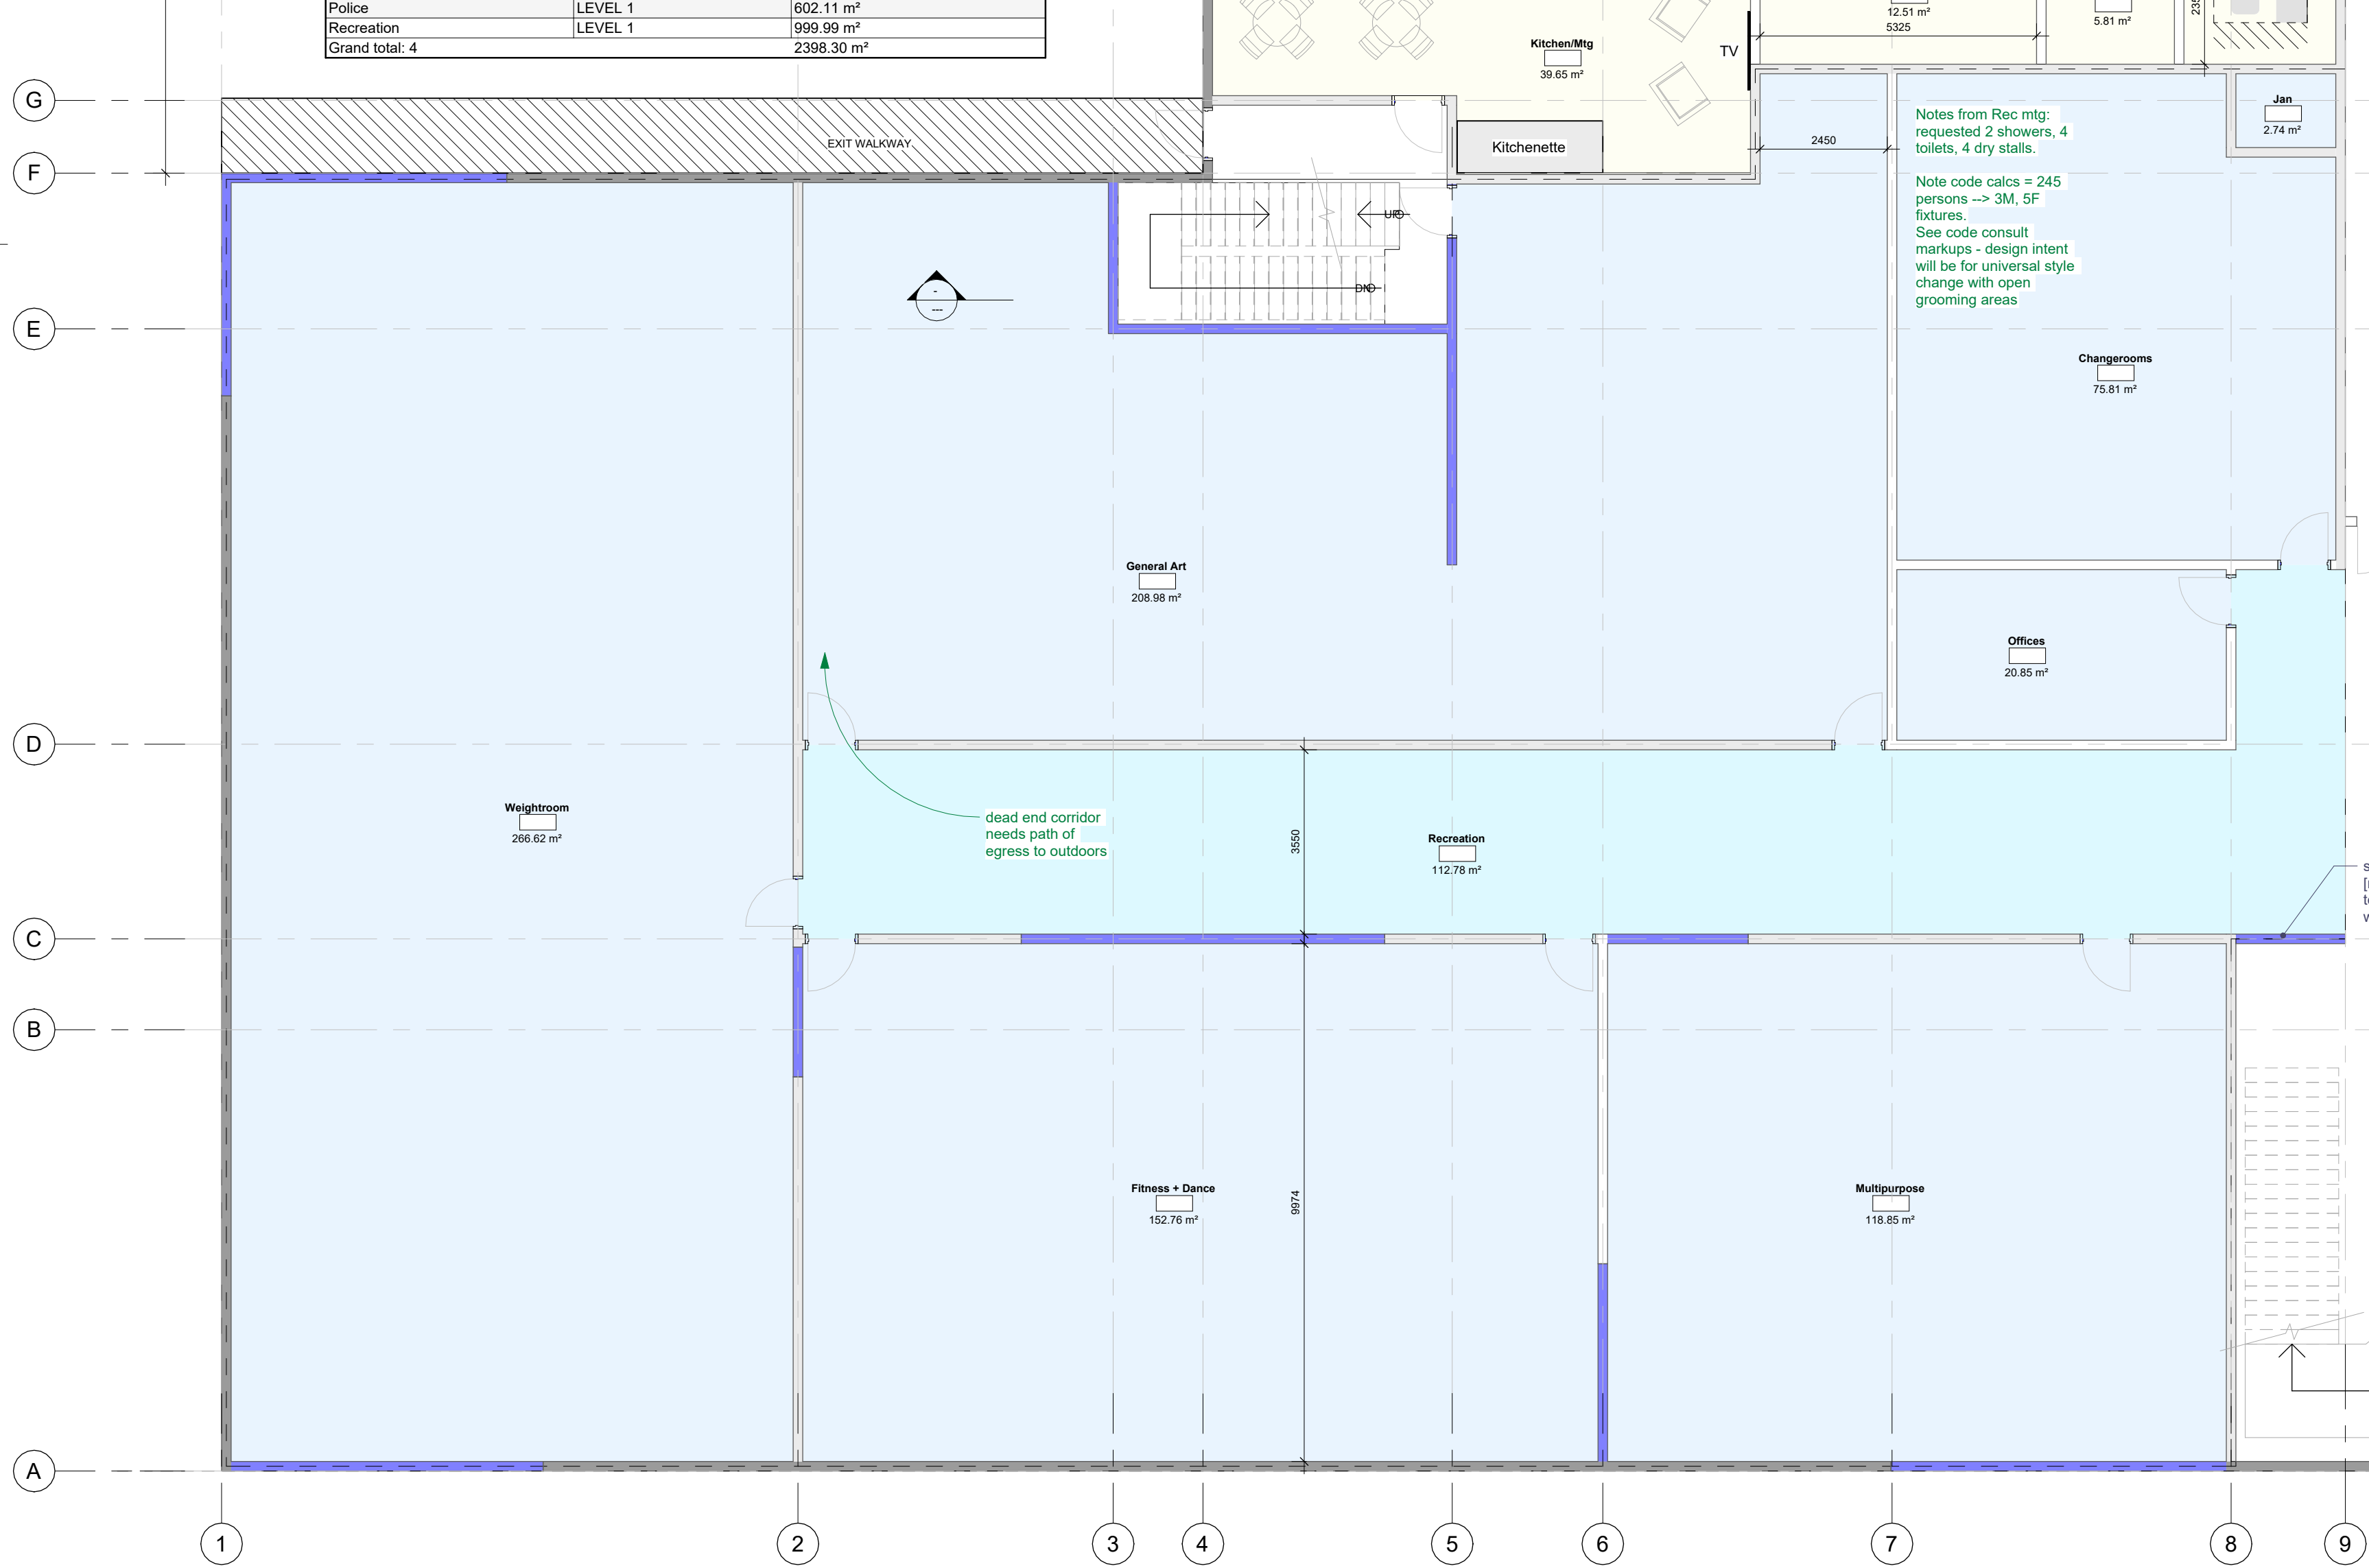 Police LEVEL 1 602.11 m²
Recreation LEVEL 1 999.99 m²
Grand total: 4 2398.30 m²
12.51 m²
5.81 m²
5325
Kitchen/Mtg
39.65 m²
TV
Kitchenette
G
F
E
D
C
B
A
EXIT WALKWAY
UP
DN
2450
Notes from Rec mtg:
requested 2 showers, 4
toilets, 4 dry stalls.
Note code calcs = 245
persons --> 3M, 5F
fixtures.
See code consult
markups - design intent
will be for universal style
change with open
grooming areas
Jan
2.74 m²
-
---
Changerooms
75.81 m²
General Art
208.98 m²
Offices
20.85 m²
Weightroom
266.62 m²
dead end corridor
needs path of
egress to outdoors
3550
Recreation
112.78 m²
Fitness + Dance
152.76 m²
9974
Multipurpose
118.85 m²
1 2 3 4 5 6 7 8 9